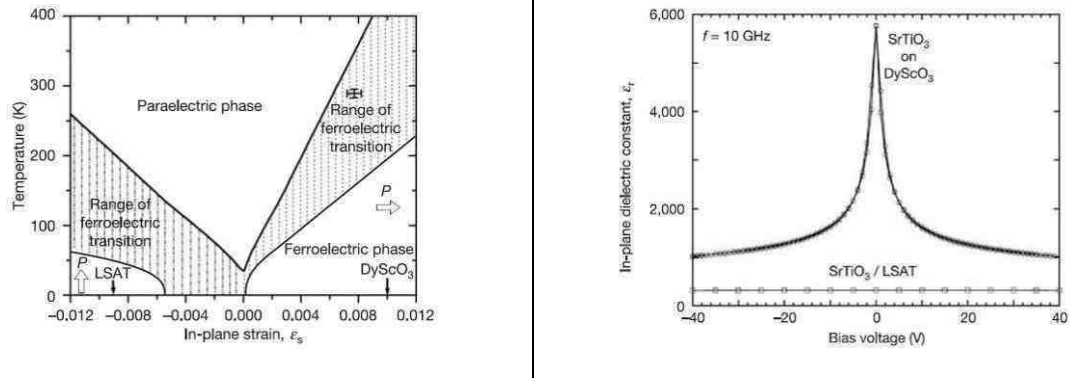 400
300
200
100
0
Temperature (K)
Paraelectric phase
Range of
ferroelectric
transition
Range of
ferroelectric
transition
P
Ferroelectric phase
P
LSAT
DyScO₃
−0.012
−0.008
−0.004
0.000
0.004
0.008
0.012
In-plane strain, εₛ
6,000
4,000
2,000
0
In-plane dielectric constant, εᵣ
f = 10 GHz
SrTiO₃
on
DyScO₃
SrTiO₃ / LSAT
−40
−20
0
20
40
Bias voltage (V)